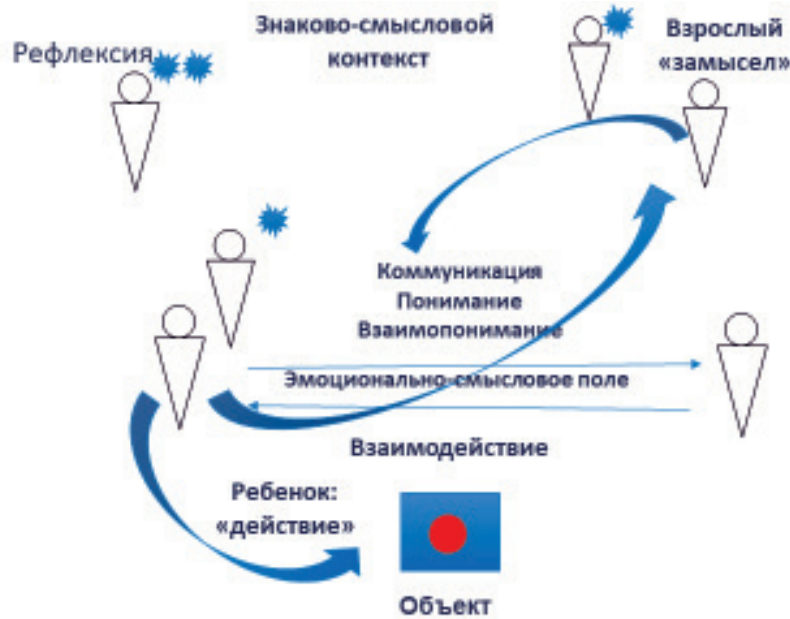 Рефлексия
Знаково-смысловой
контекст
Взрослый
«замысел»
Коммуникация
Понимание
Взаимопонимание
Эмоционально-смысловое поле
Взаимодействие
Ребенок:
«действие»
Объект